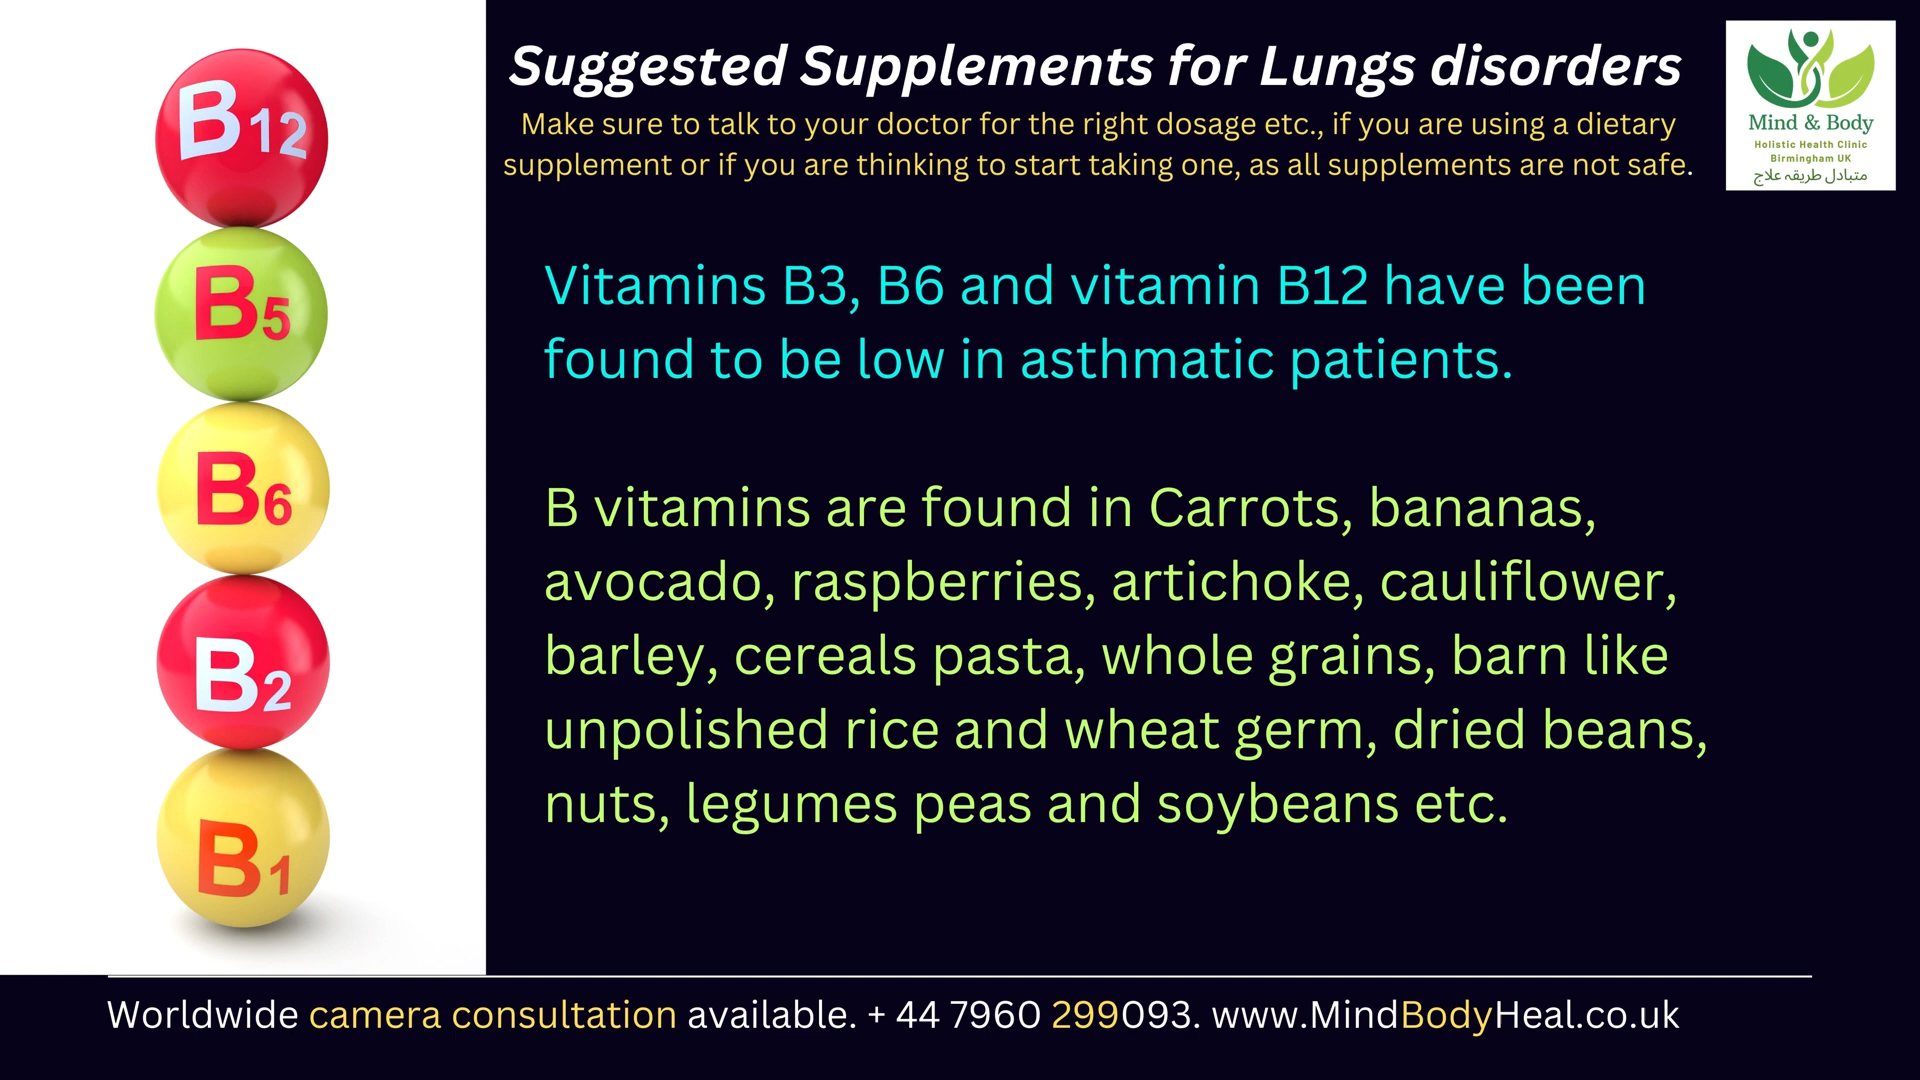 B12
B5
B6
B2
B1
Suggested Supplements for Lungs disorders
Make sure to talk to your doctor for the right dosage etc., if you are using a dietary
supplement or if you are thinking to start taking one, as all supplements are not safe.
Mind & Body
Holistic Health Clinic
Birmingham UK
متبادل طریقہ علاج
Vitamins B3, B6 and vitamin B12 have been
found to be low in asthmatic patients.
B vitamins are found in Carrots, bananas,
avocado, raspberries, artichoke, cauliflower,
barley, cereals pasta, whole grains, barn like
unpolished rice and wheat germ, dried beans,
nuts, legumes peas and soybeans etc.
Worldwide camera consultation available. + 44 7960 299093. www.MindBodyHeal.co.uk